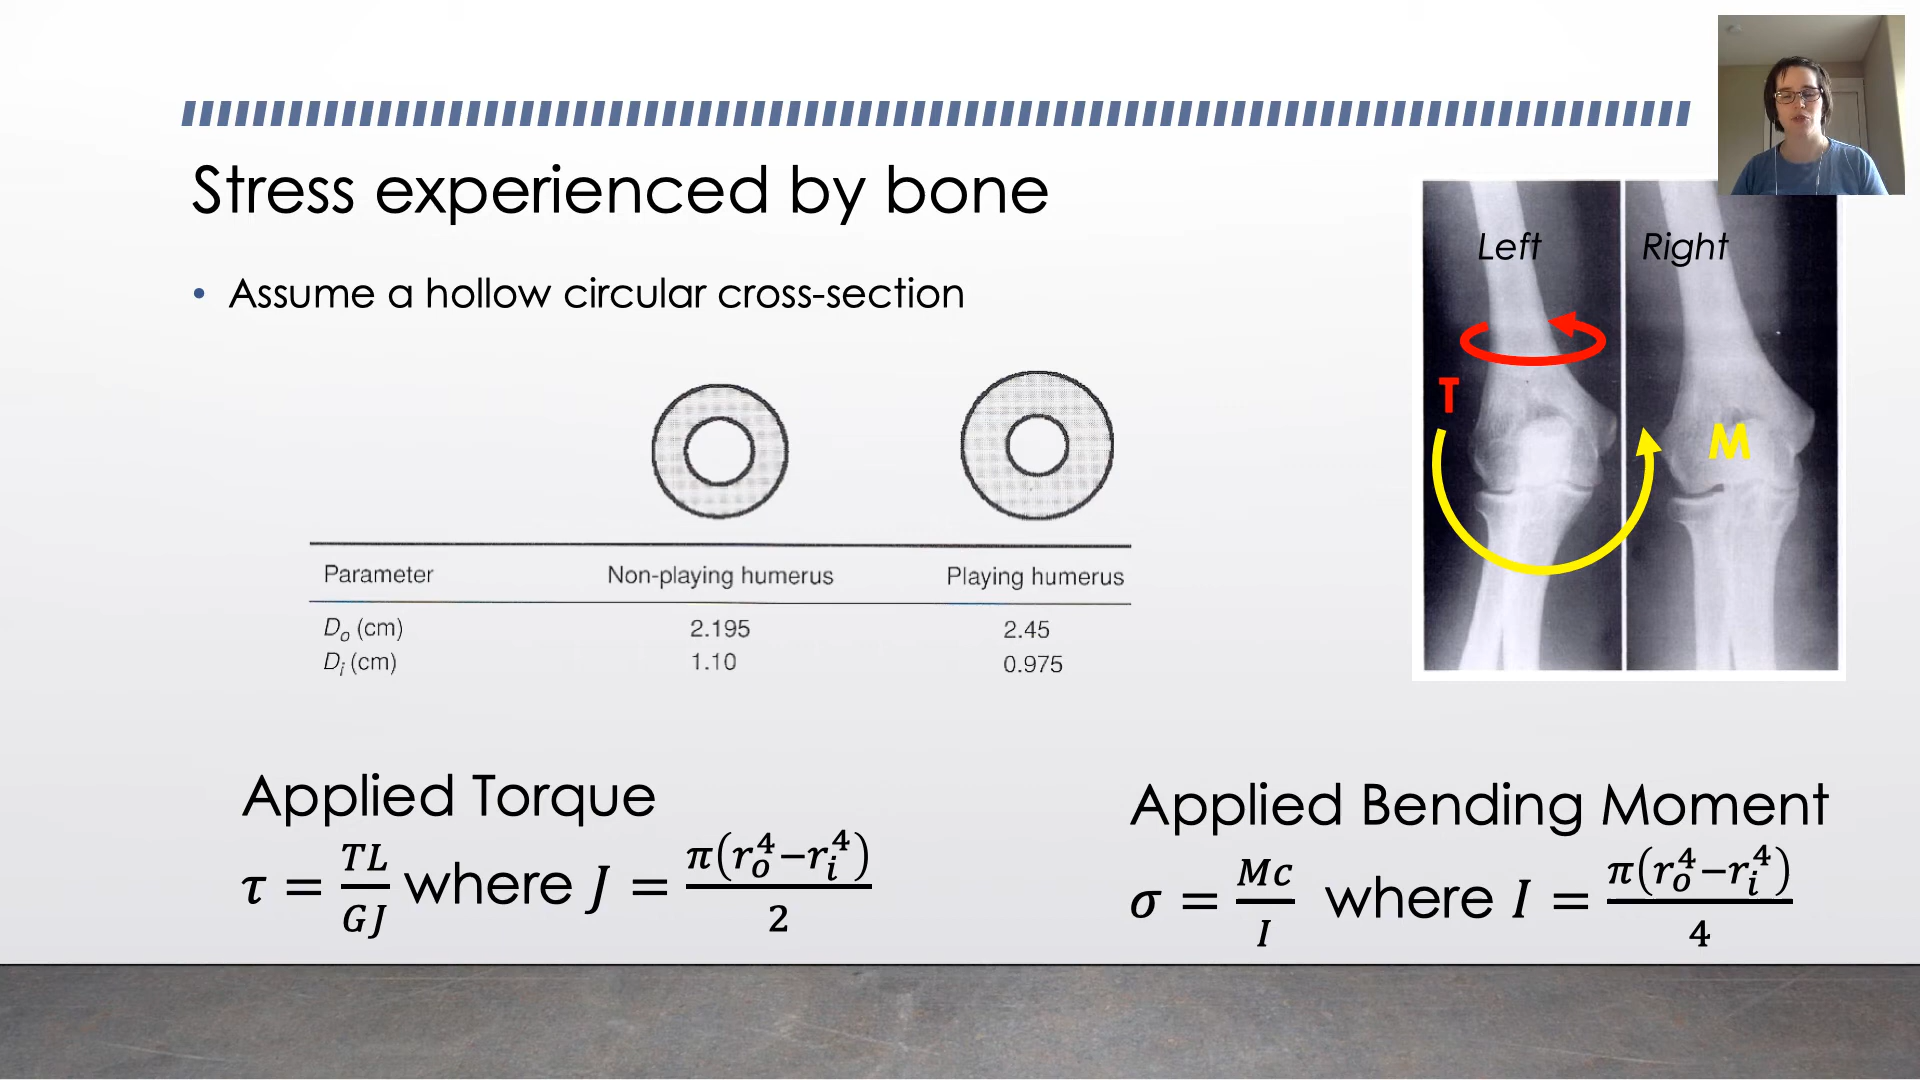 Stress experienced by bone
• Assume a hollow circular cross-section
Left
Right
T
M
Parameter Non-playing humerus Playing humerus
Dₒ (cm) 2.195 2.45
Dᵢ (cm) 1.10 0.975
Applied Torque
τ = TL/GJ where J = π(rₒ⁴−rᵢ⁴)/2
Applied Bending Moment
σ = Mc/I where I = π(rₒ⁴−rᵢ⁴)/4